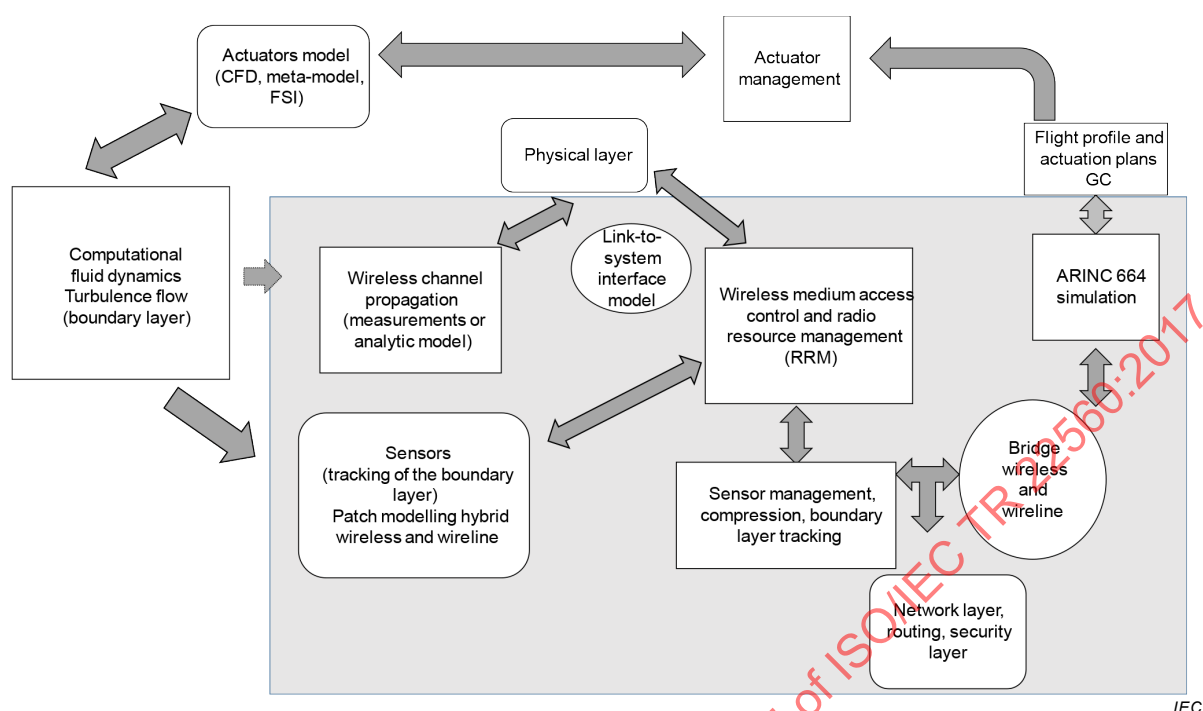 Actuators model
(CFD, meta-model,
FSI)
Actuator
management
Flight profile and
actuation plans
GC
Physical layer
Computational
fluid dynamics
Turbulence flow
(boundary layer)
Wireless channel
propagation
(measurements or
analytic model)
Link-to-
system
interface
model
Wireless medium access
control and radio
resource management
(RRM)
ARINC 664
simulation
Sensors
(tracking of the boundary
layer)
Patch modelling hybrid
wireless and wireline
Sensor management,
compression, boundary
layer tracking
Bridge
wireless
and
wireline
Network layer,
routing, security
layer
of ISO/IEC TR 22560:2017
IEC